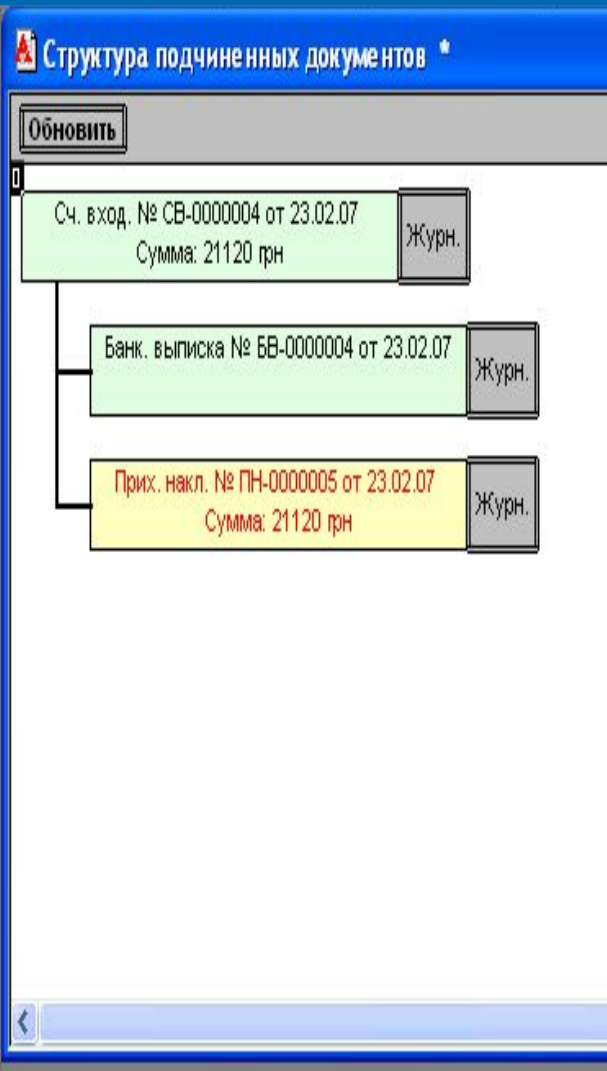 Структура подчиненных документов *
Обновить
Сч. вход. № СВ-0000004 от 23.02.07
Сумма: 21120 грн
Журн.
Банк. выписка № БВ-0000004 от 23.02.07
Журн.
Прих. накл. № ПН-0000005 от 23.02.07
Сумма: 21120 грн
Журн.